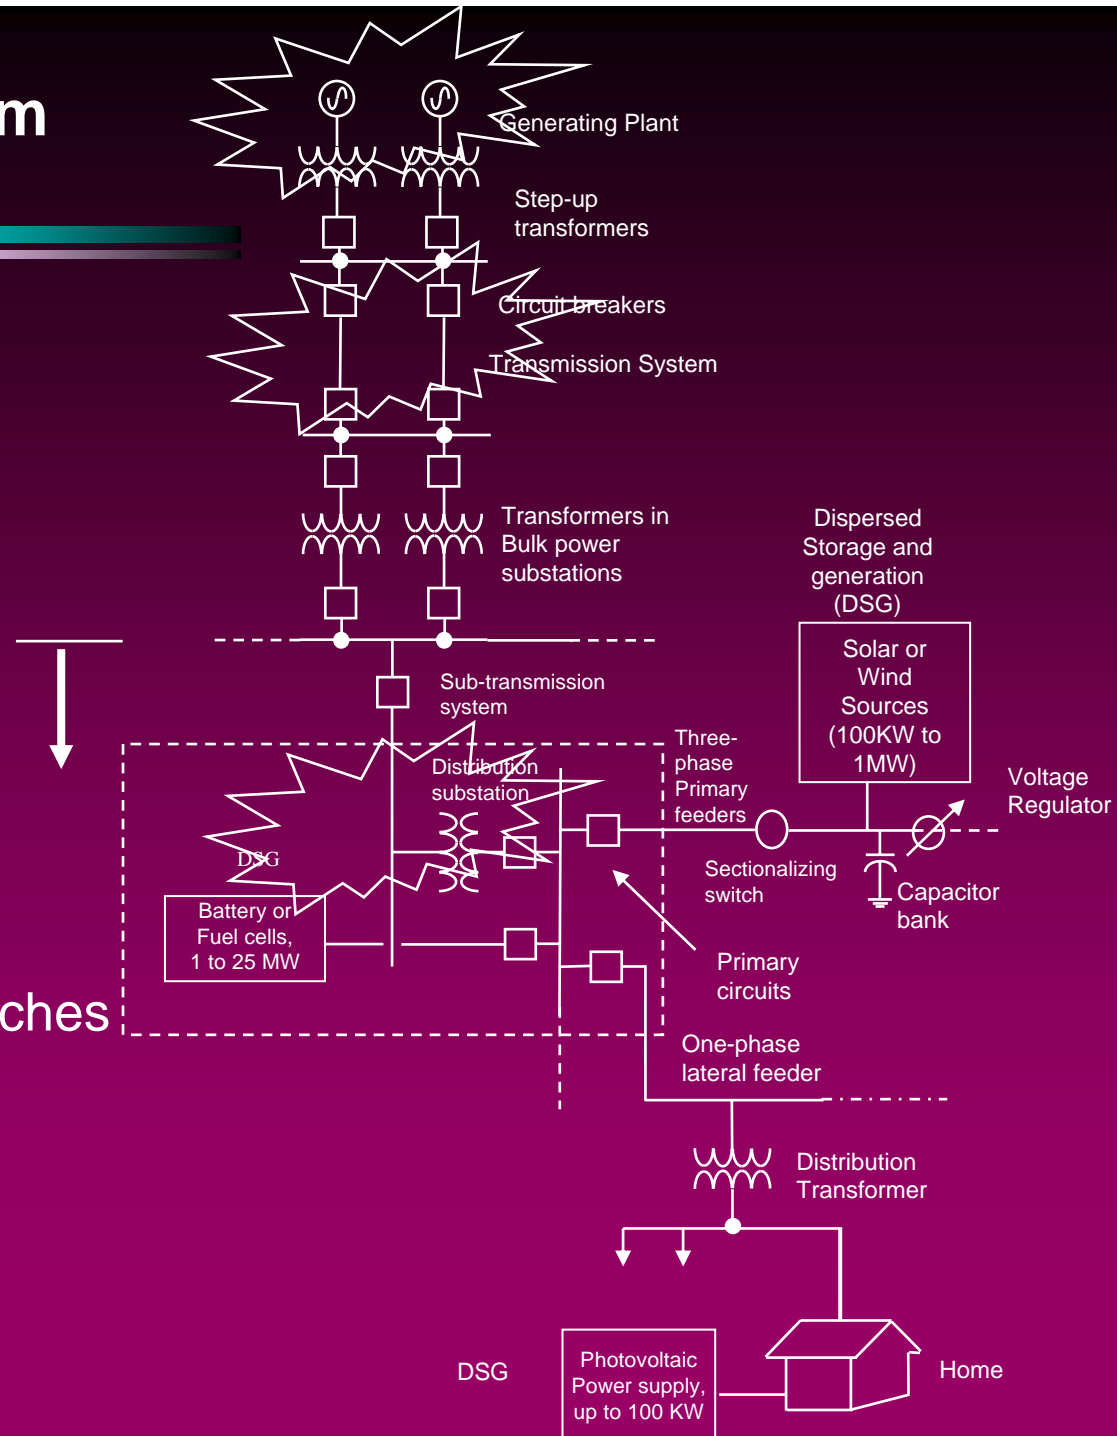 m
Generating Plant
Step-up
transformers
Circuit breakers
Transmission System
Transformers in
Bulk power
substations
Dispersed
Storage and
generation
(DSG)
Solar or
Wind
Sources
(100KW to
1MW)
Sub-transmission
system
Three-
phase
Primary
feeders
Distribution
substation
Voltage
Regulator
DSG
Sectionalizing
switch
Capacitor
bank
Battery or
Fuel cells,
1 to 25 MW
Primary
circuits
ches
One-phase
lateral feeder
Distribution
Transformer
DSG
Photovoltaic
Power supply,
up to 100 KW
Home